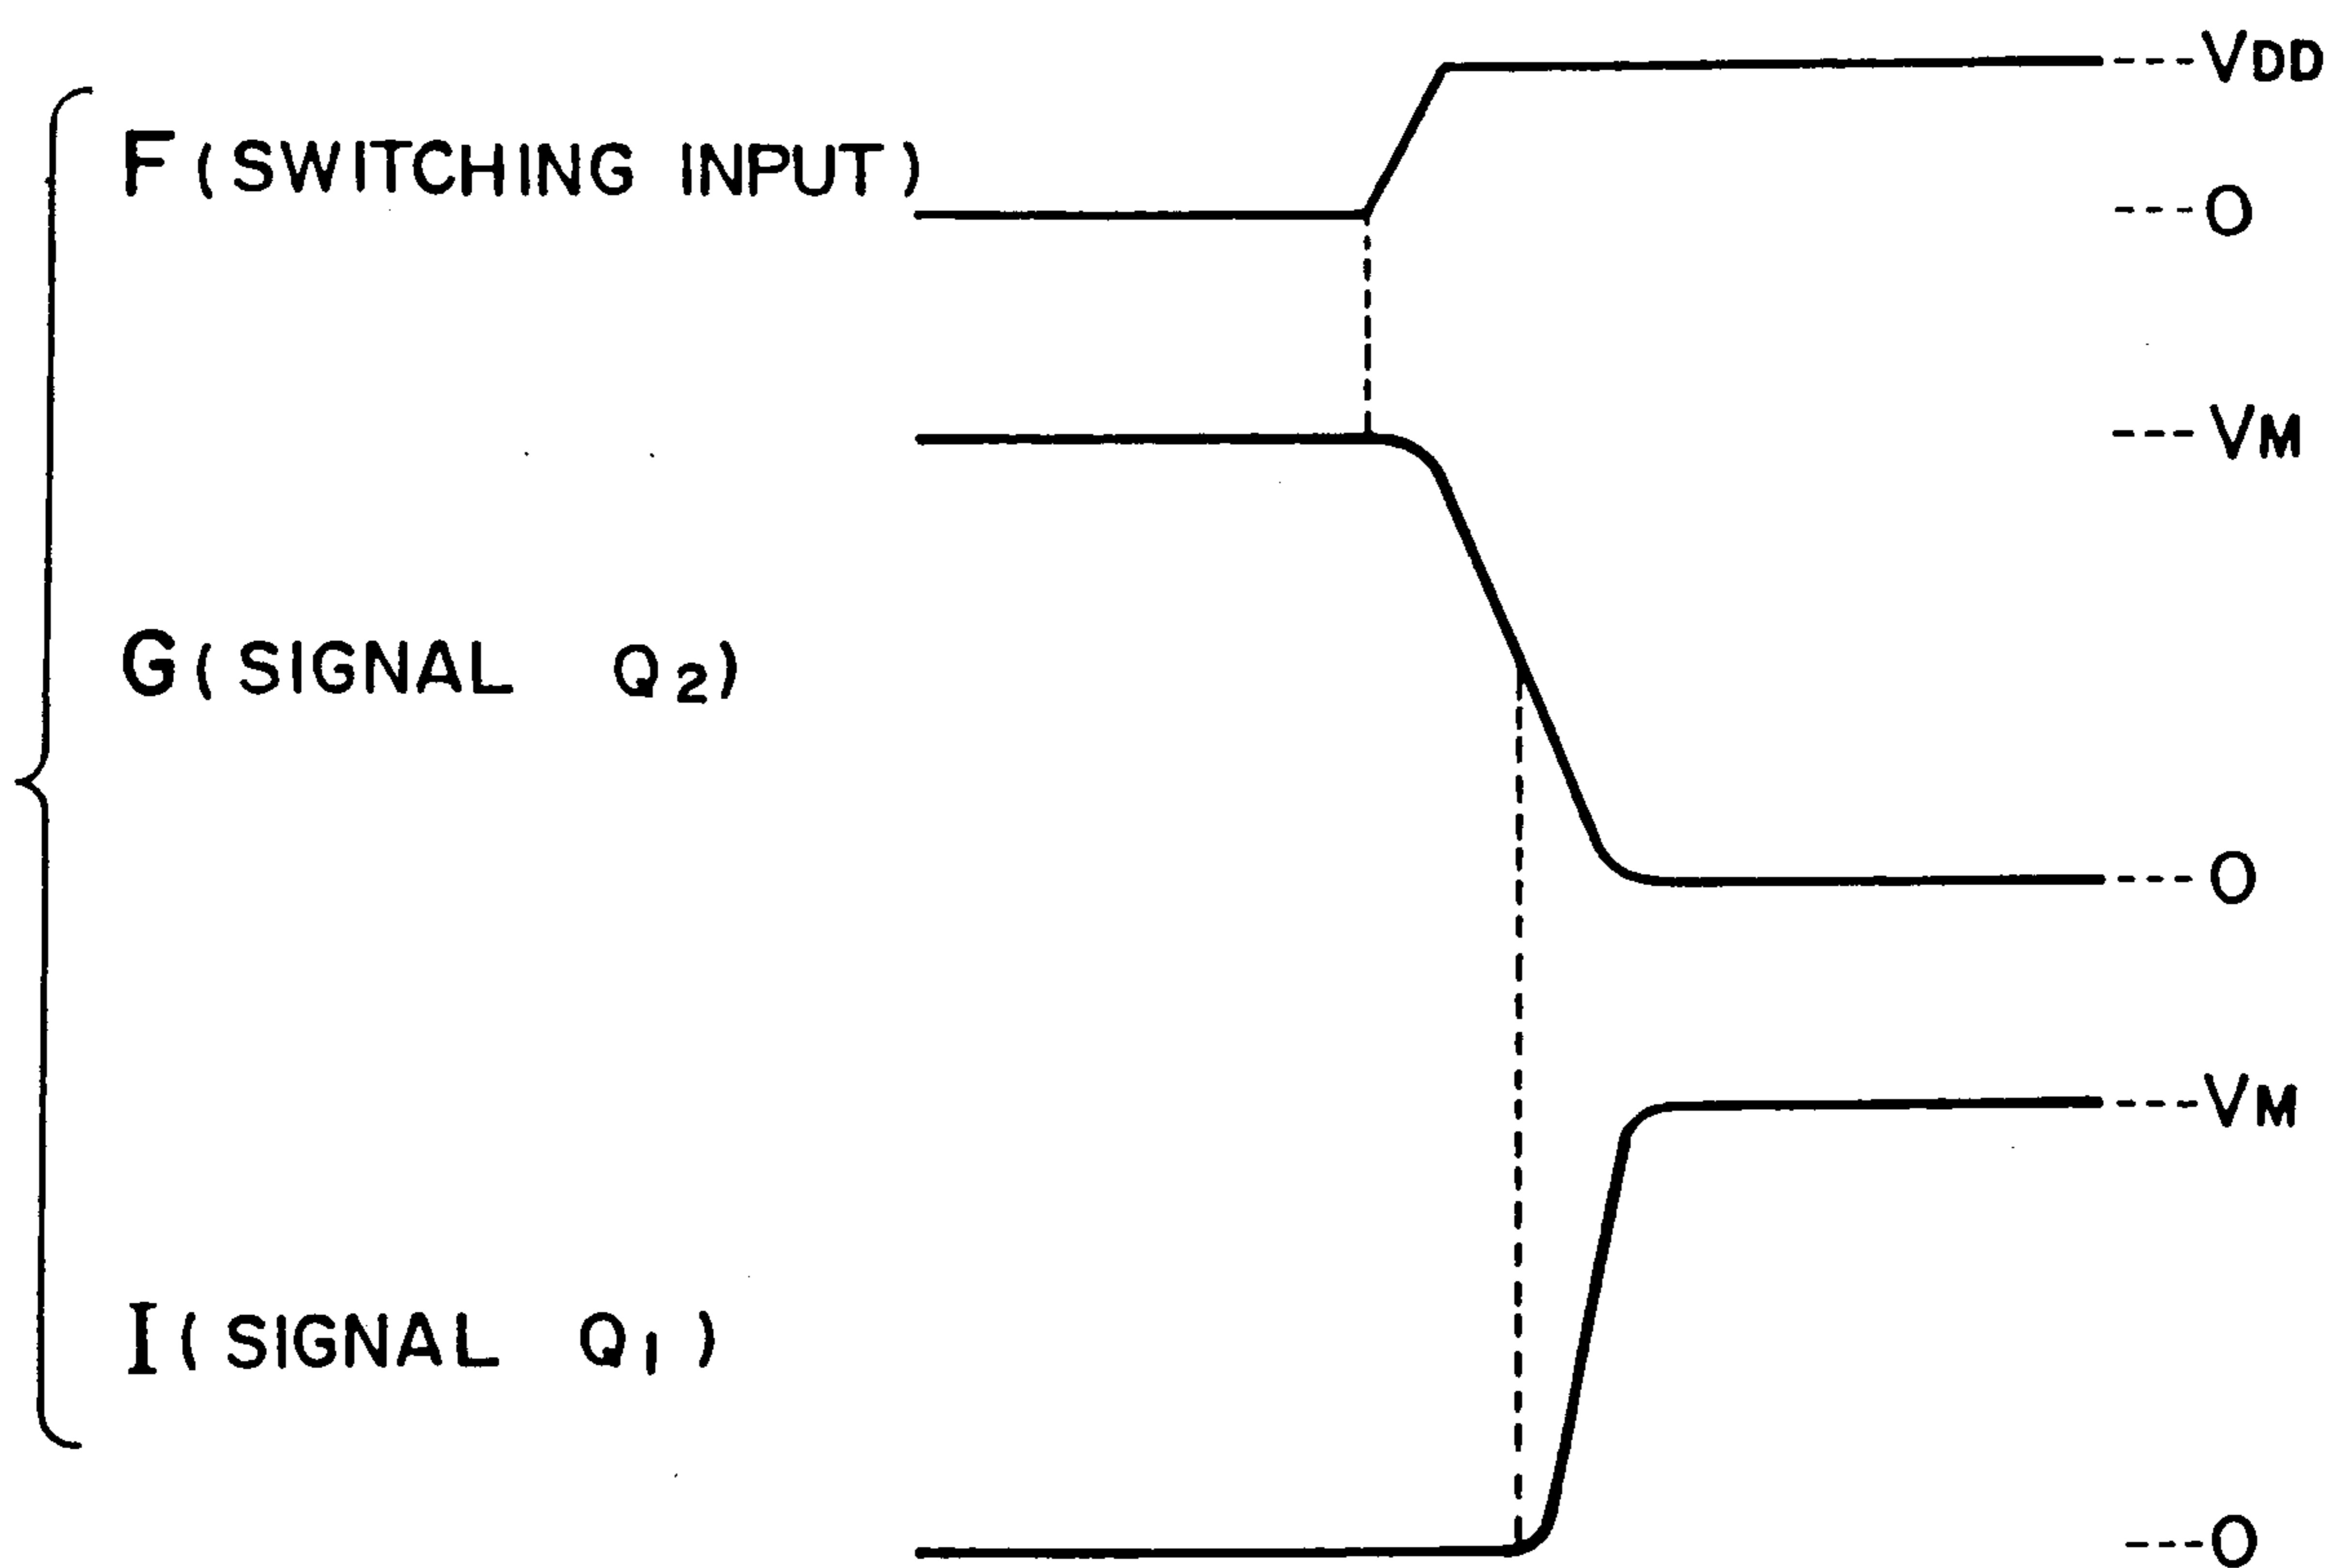 VDD
F (SWITCHING INPUT)
O
VM
G (SIGNAL Q2)
O
VM
I (SIGNAL Q1)
O